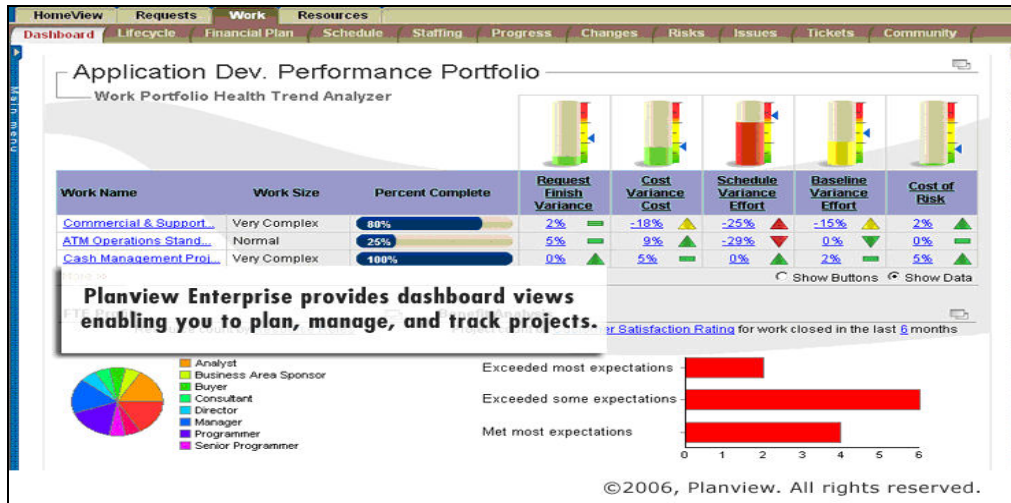 HomeView Requests Work Resources
Dashboard Lifecycle Financial Plan Schedule Staffing Progress Changes Risks Issues Tickets Community
Main menu
Application Dev. Performance Portfolio
Work Portfolio Health Trend Analyzer
Work Name Work Size Percent Complete Request Finish Variance Cost Variance Cost Schedule Variance Effort Baseline Variance Effort Cost of Risk
Commercial & Support... Very Complex 80% 2% -18% -25% -15% 2%
ATM Operations Stand... Normal 25% 5% 9% -29% 0% 0%
Cash Management Proj... Very Complex 100% 0% 5% 0% 2% 5%
Show Buttons Show Data
Planview Enterprise provides dashboard views
enabling you to plan, manage, and track projects.
Satisfaction Rating for work closed in the last 6 months
Analyst
Business Area Sponsor
Buyer
Consultant
Director
Manager
Programmer
Senior Programmer
Exceeded most expectations
Exceeded some expectations
Met most expectations
0 1 2 3 4 5 6
©2006, Planview. All rights reserved.